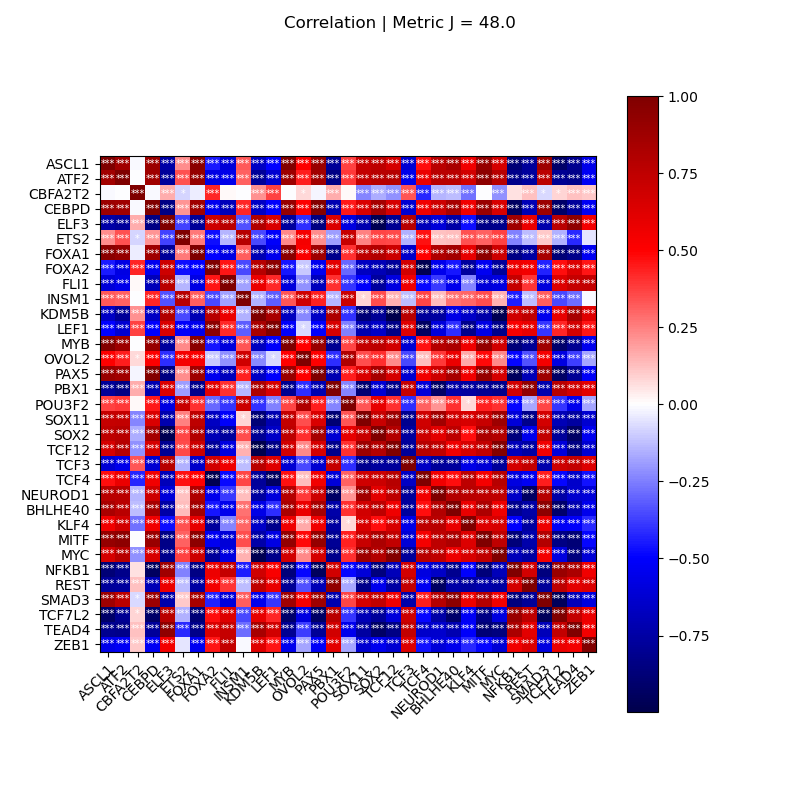 Correlation | Metric J = 48.0
ASCL1
ATF2
CBFA2T2
CEBPD
ELF3
ETS2
FOXA1
FOXA2
FLI1
INSM1
KDM5B
LEF1
MYB
OVOL2
PAX5
PBX1
POU3F2
SOX11
SOX2
TCF12
TCF3
TCF4
NEUROD1
BHLHE40
KLF4
MITF
MYC
NFKB1
REST
SMAD3
TCF7L2
TEAD4
ZEB1
ASCL1
ATF2
CBFA2T2
CEBPD
ELF3
ETS2
FOXA1
FOXA2
FLI1
INSM1
KDM5B
LEF1
MYB
OVOL2
PAX5
PBX1
POU3F2
SOX11
SOX2
TCF12
TCF3
TCF4
NEUROD1
BHLHE40
KLF4
MITF
MYC
NFKB1
REST
SMAD3
TCF7L2
TEAD4
ZEB1
1.00
0.75
0.50
0.25
0.00
−0.25
−0.50
−0.75